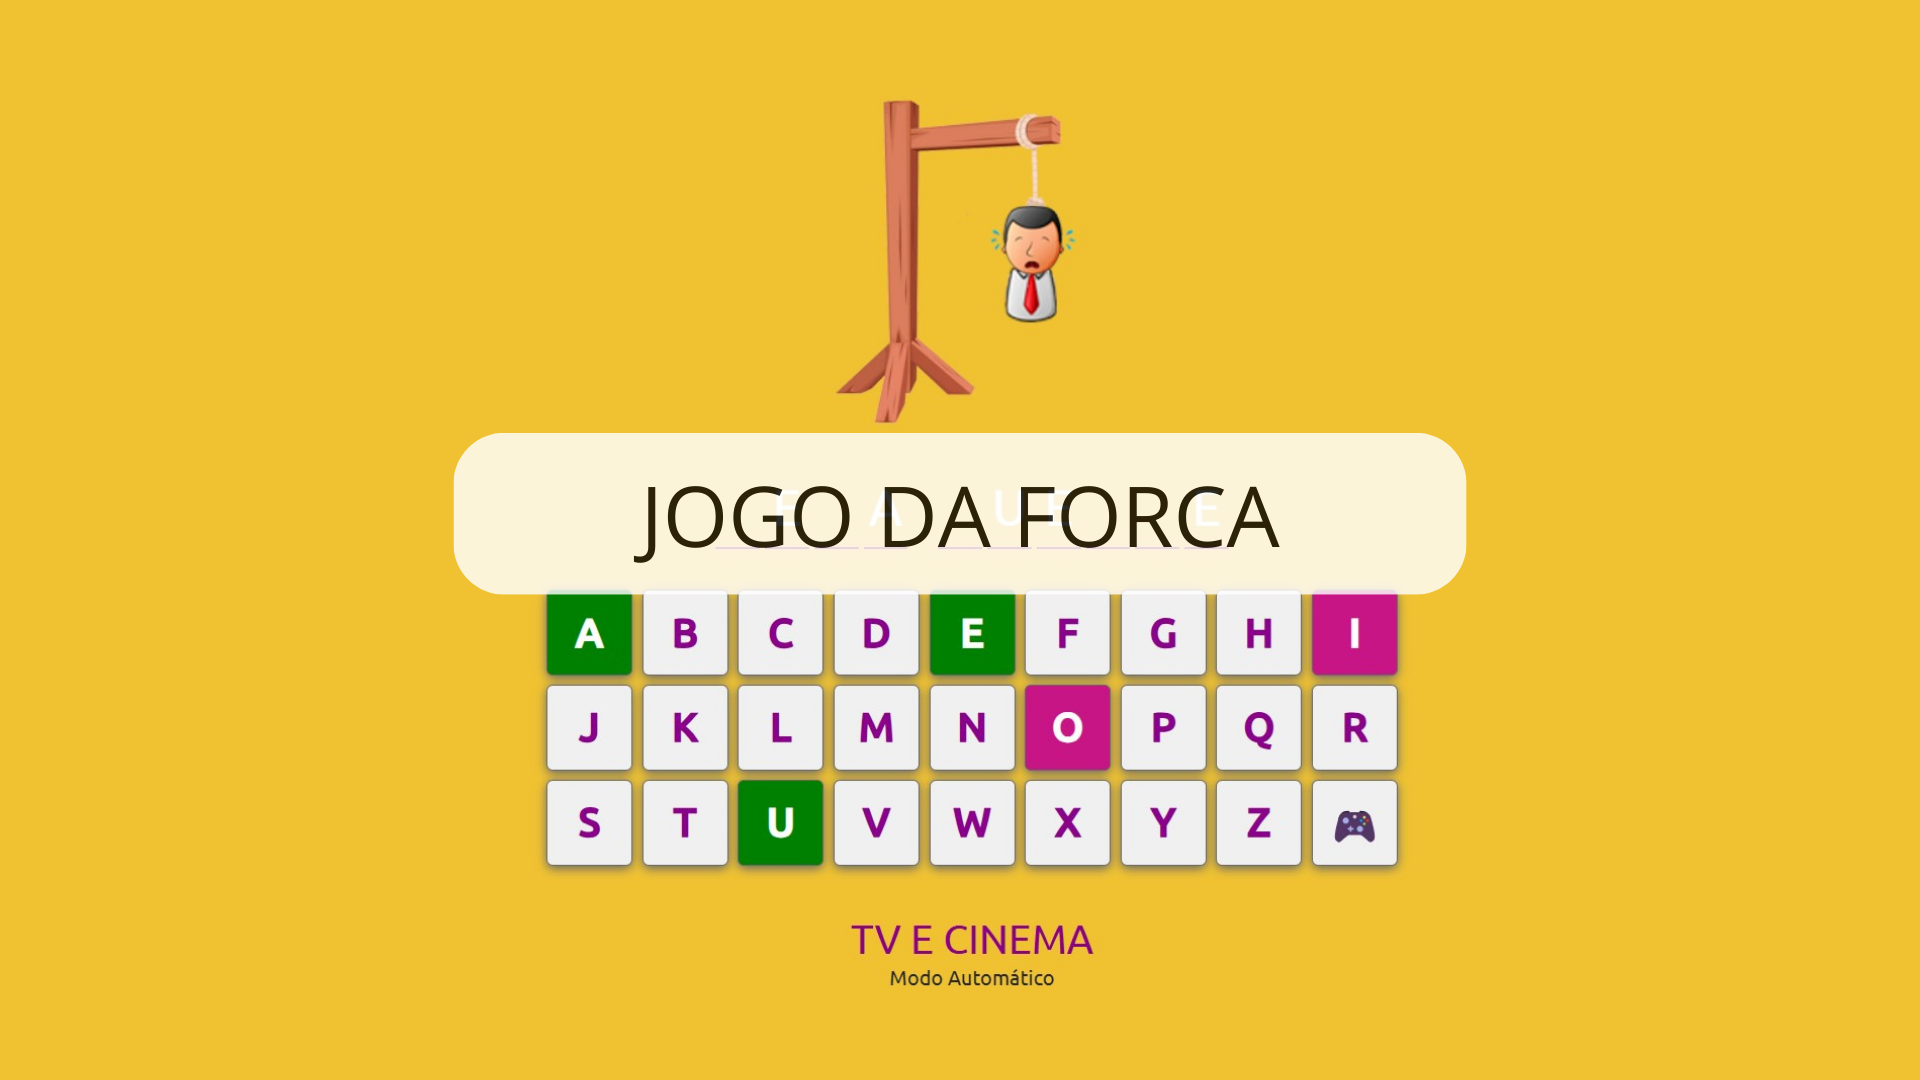 JOGO DA FORCA
A B C D E F G H I
J K L M N O P Q R
S T U V W X Y Z
TV E CINEMA
Modo Automático